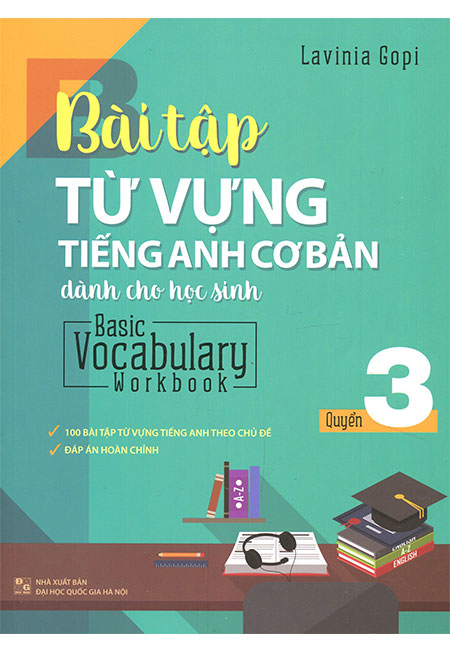 Lavinia Gopi
B
Bài tập
TỪ VỰNG
TIẾNG ANH CƠ BẢN
dành cho học sinh
Basic
Vocabulary
Workbook
Quyển 3
100 BÀI TẬP TỪ VỰNG TIẾNG ANH THEO CHỦ ĐỀ
ĐÁP ÁN HOÀN CHỈNH
A-Z
ENGLISH
A-Z
ENGLISH
NHÀ XUẤT BẢN
ĐẠI HỌC QUỐC GIA HÀ NỘI